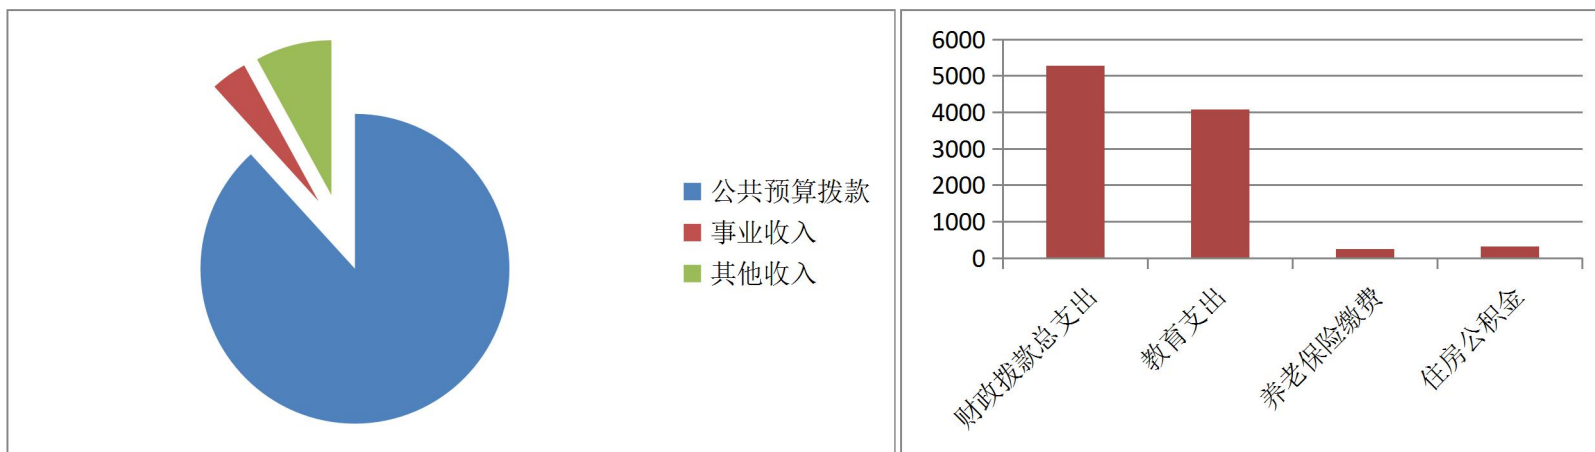 公共预算拨款
事业收入
其他收入
6000
5000
4000
3000
2000
1000
0
财政拨款总支出
教育支出
养老保险缴费
住房公积金